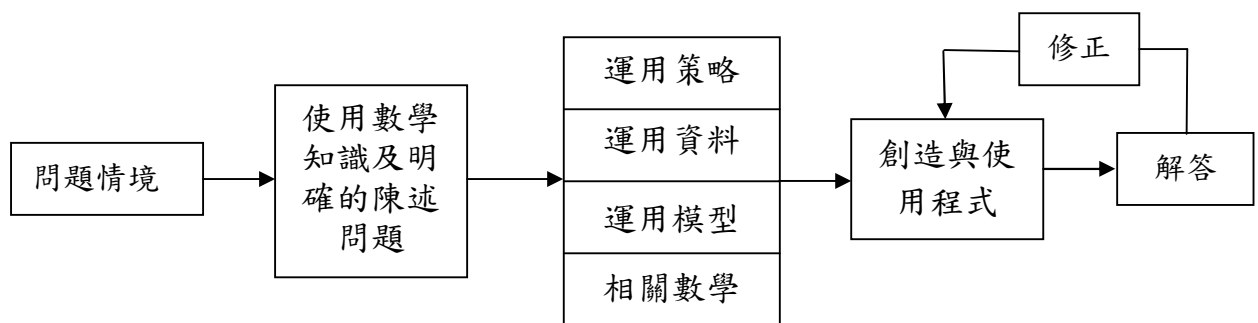 問題情境
使用數學
知識及明
確的陳述
問題
運用策略
運用資料
運用模型
相關數學
創造與使
用程式
修正
解答